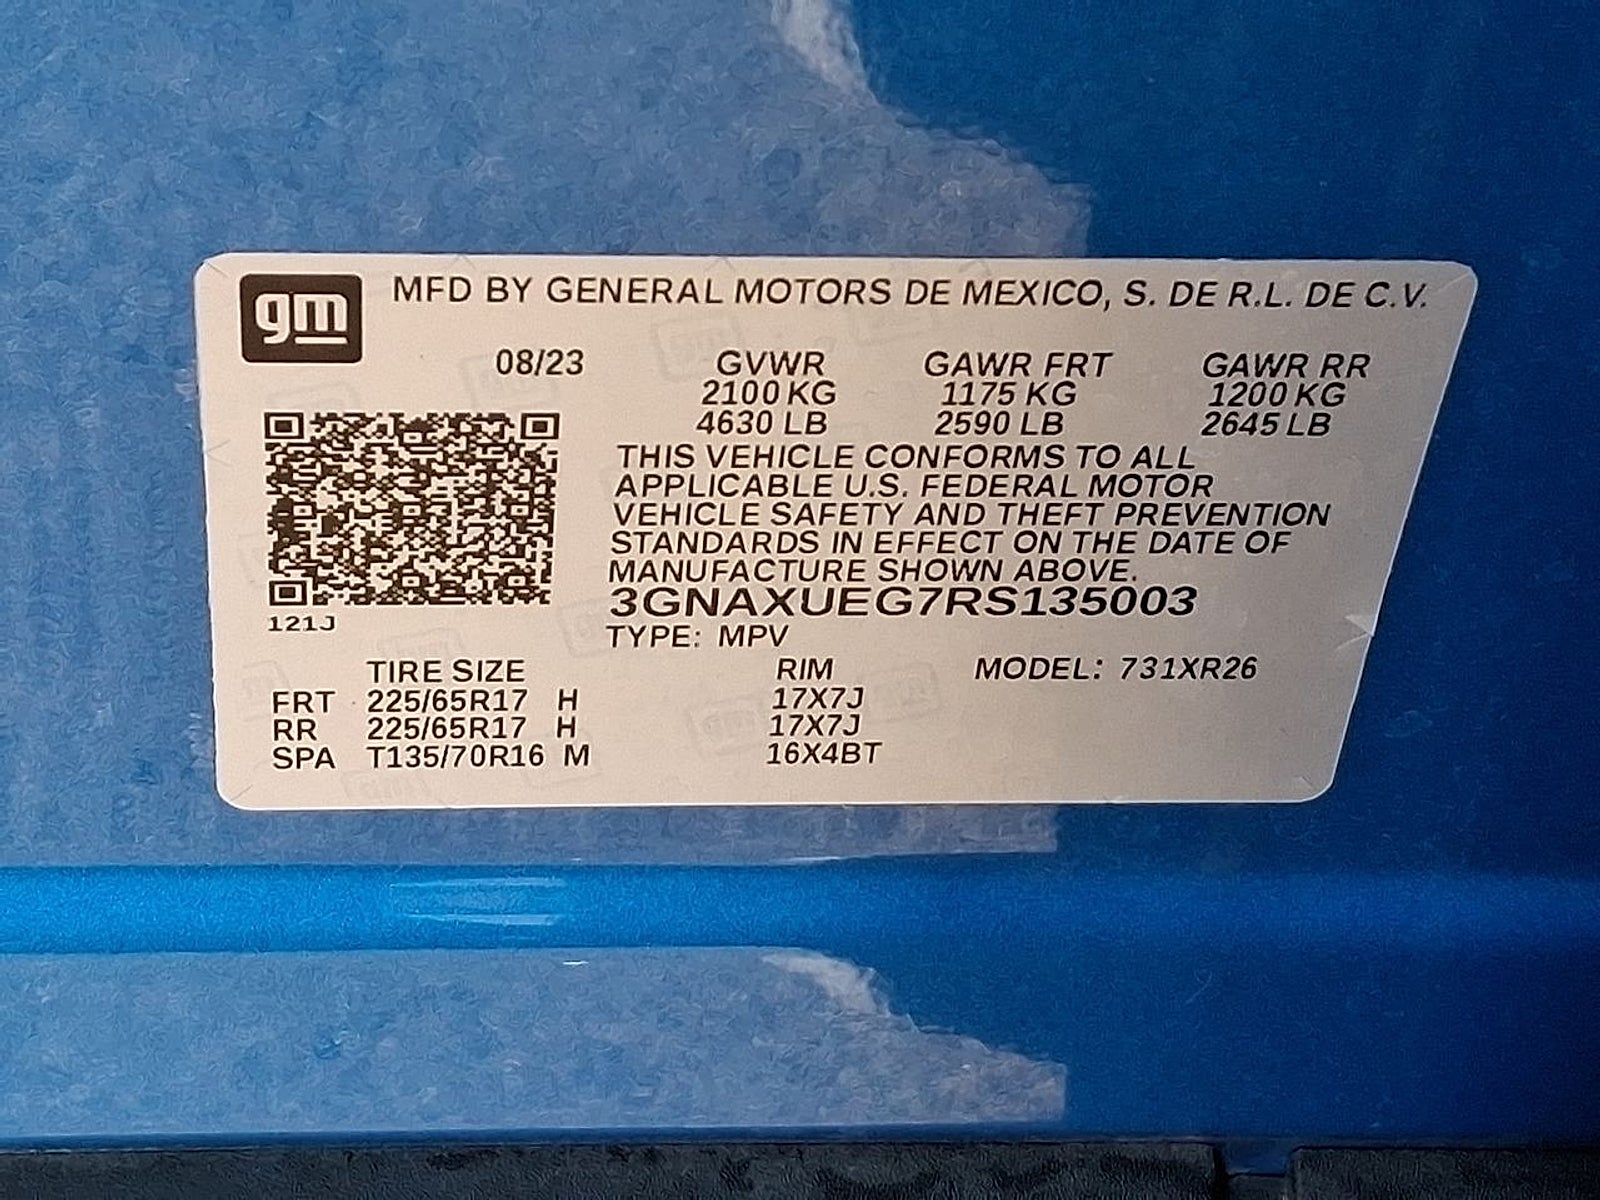 gm MFD BY GENERAL MOTORS DE MEXICO, S. DE R.L. DE C.V.
08/23 GVWR GAWR FRT GAWR RR
2100 KG 1175 KG 1200 KG
4630 LB 2590 LB 2645 LB
THIS VEHICLE CONFORMS TO ALL
APPLICABLE U.S. FEDERAL MOTOR
VEHICLE SAFETY AND THEFT PREVENTION
STANDARDS IN EFFECT ON THE DATE OF
MANUFACTURE SHOWN ABOVE.
3GNAXUEG7RS135003
121J
TYPE: MPV
TIRE SIZE RIM MODEL: 731XR26
FRT 225/65R17 H 17X7J
RR 225/65R17 H 17X7J
SPA T135/70R16 M 16X4BT